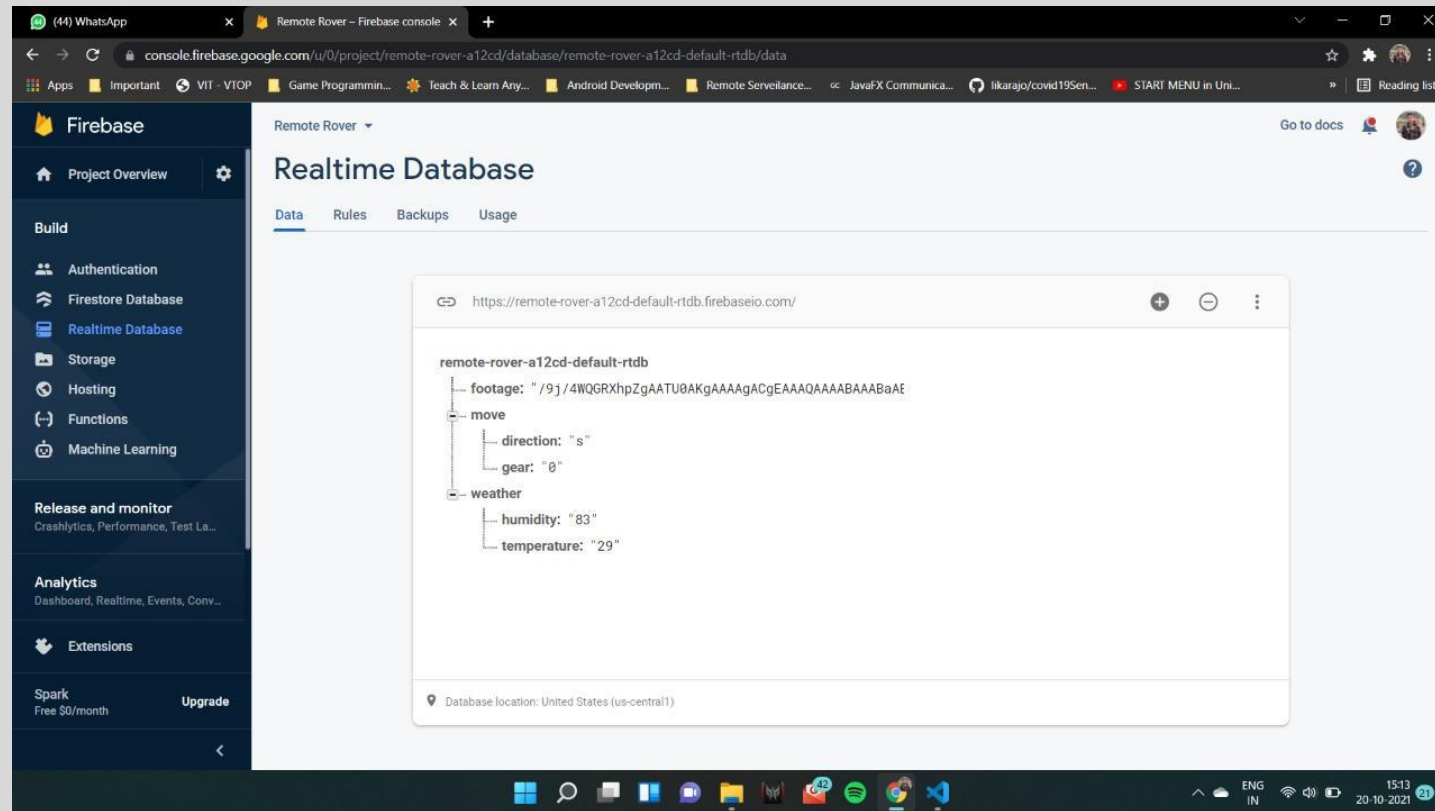 44
(44) WhatsApp
Remote Rover – Firebase console
console.firebase.google.com/u/0/project/remote-rover-a12cd/database/remote-rover-a12cd-default-rtdb/data
Apps
Important
VIT - VTOP
Game Programmin...
Teach & Learn Any...
Android Developm...
Remote Serveilance...
JavaFX Communica...
likarajo/covid19Sen...
START MENU in Uni...
»
Reading list
Firebase
Remote Rover
Go to docs
Project Overview
Realtime Database
Data
Rules
Backups
Usage
Build
Authentication
Firestore Database
Realtime Database
Storage
Hosting
Functions
Machine Learning
Release and monitor
Crashlytics, Performance, Test La...
Analytics
Dashboard, Realtime, Events, Conv...
Extensions
Spark
Free $0/month
Upgrade
https://remote-rover-a12cd-default-rtdb.firebaseio.com/
remote-rover-a12cd-default-rtdb
footage: "/9j/4WQGRXhpZgAATU0AKgAAAAgACgEAAAQAAAABAAABaAE
move
direction: "s"
gear: "0"
weather
humidity: "83"
temperature: "29"
Database location: United States (us-central1)
42
ENG
IN
15:13
20-10-2021
21